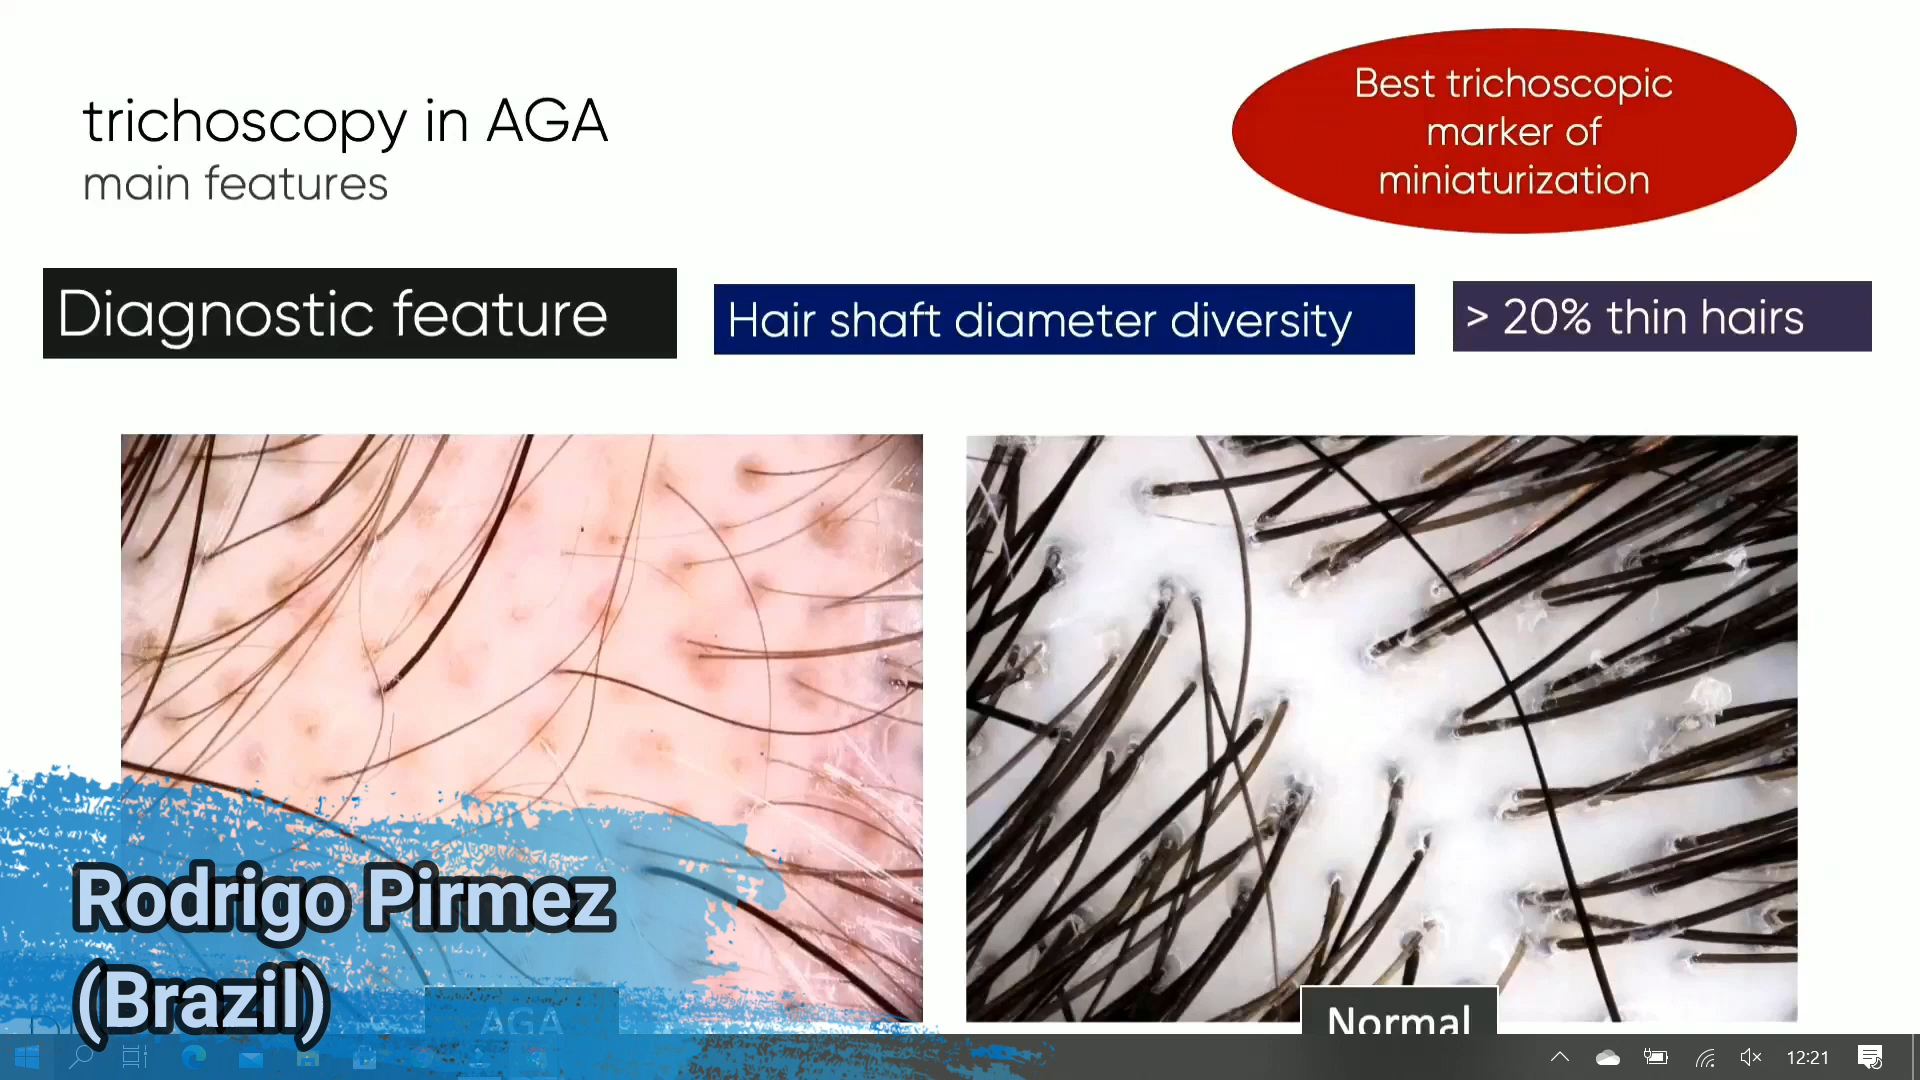 trichoscopy in AGA
main features
Best trichoscopic
marker of
miniaturization
Diagnostic feature
Hair shaft diameter diversity
> 20% thin hairs
Rodrigo Pirmez
(Brazil)
AGA
Normal
12:21